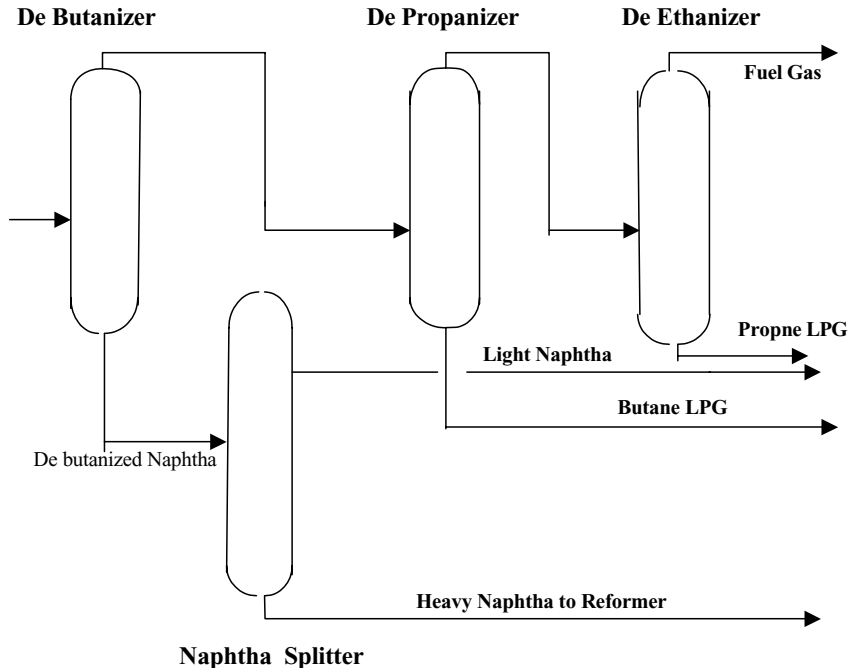 De Butanizer
De Propanizer
De Ethanizer
Fuel Gas
Propne LPG
Light Naphtha
Butane LPG
De butanized Naphtha
Heavy Naphtha to Reformer
Naphtha Splitter